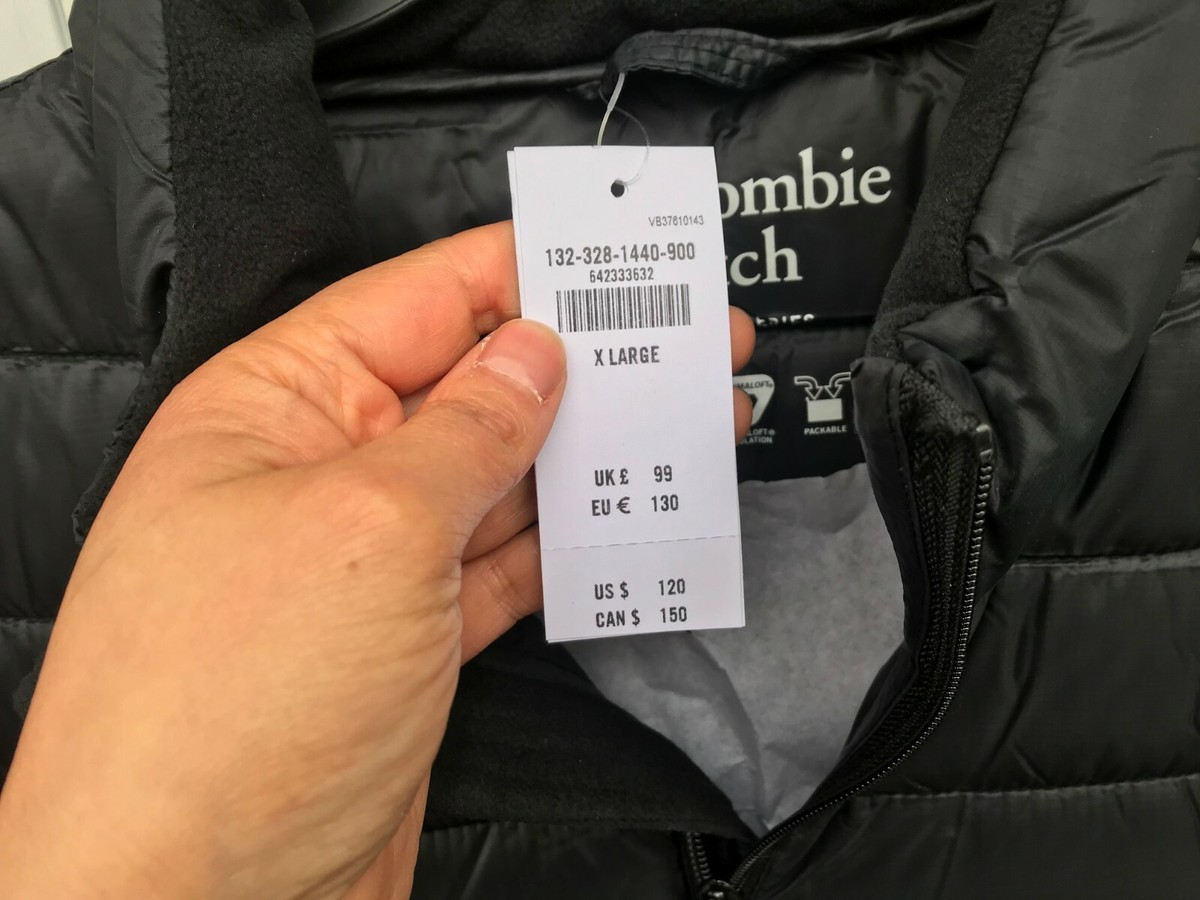 VB37610143
132-328-1440-900
642333632
X LARGE
UK £ 99
EU € 130
US $ 120
CAN $ 150
ombie
tch
PACKABLE